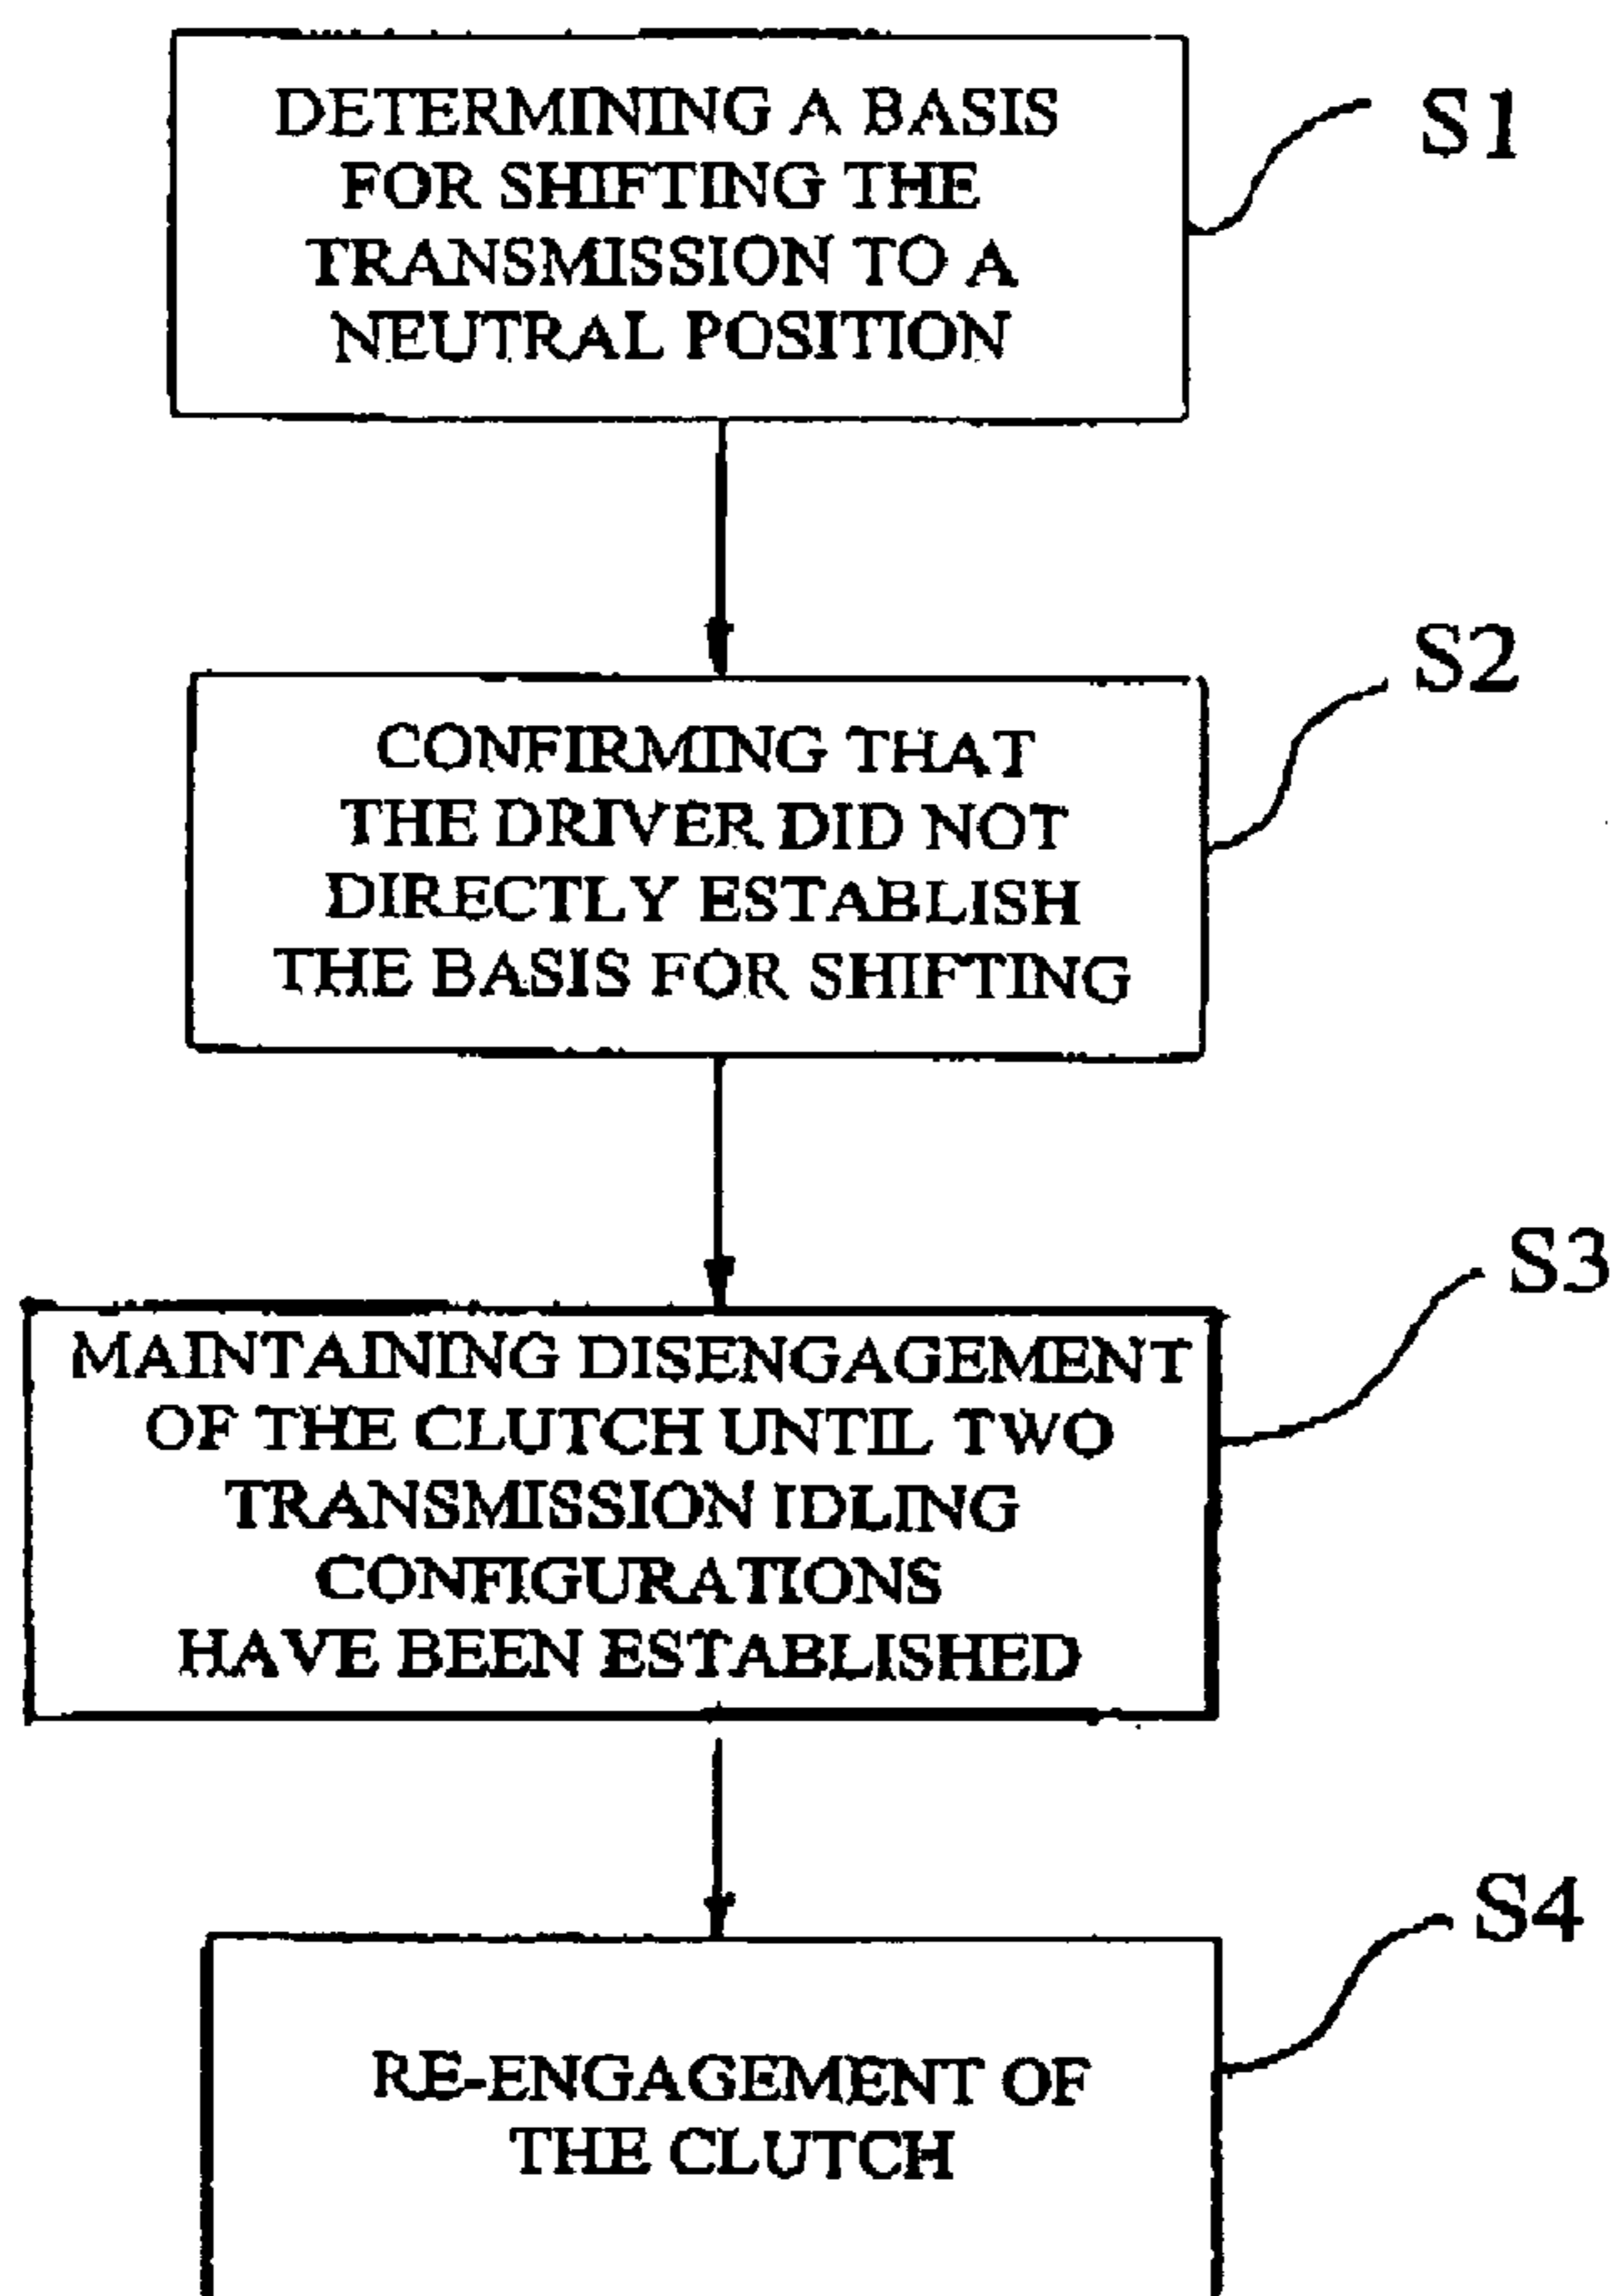 DETERMINING A BASIS
FOR SHIFTING THE
TRANSMISSION TO A
NEUTRAL POSITION
S1
CONFIRMING THAT
THE DRIVER DID NOT
DIRECTLY ESTABLISH
THE BASIS FOR SHIFTING
S2
MAINTAINING DISENGAGEMENT
OF THE CLUTCH UNTIL TWO
TRANSMISSION IDLING
CONFIGURATIONS
HAVE BEEN ESTABLISHED
S3
RE-ENGAGEMENT OF
THE CLUTCH
S4